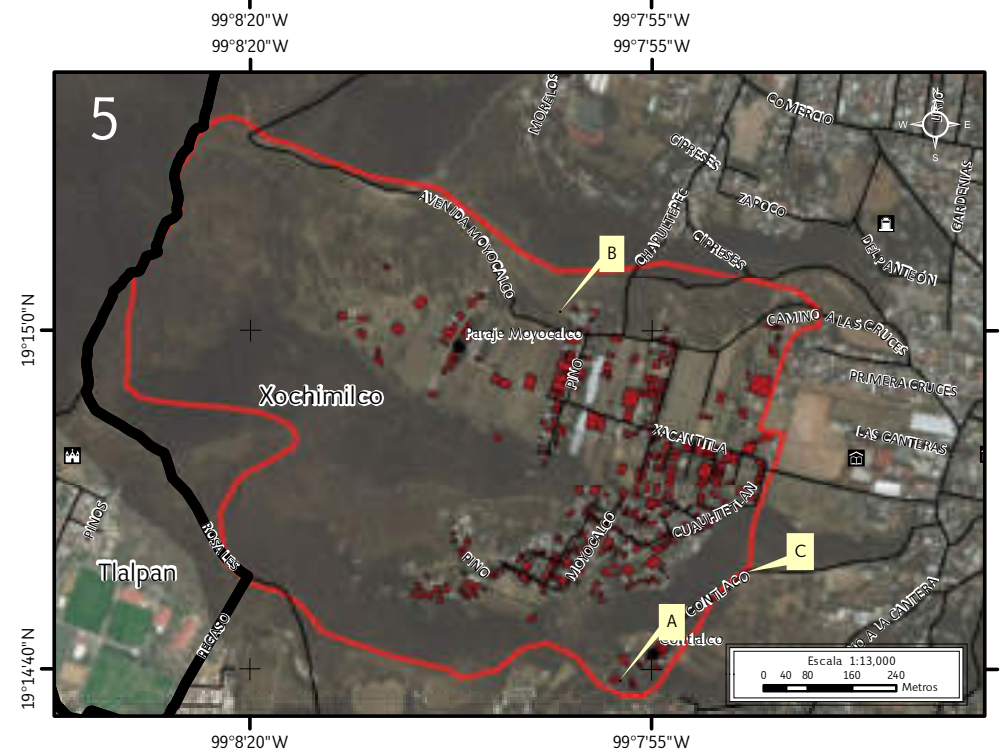 99°8'20"W 99°7'55"W
99°8'20"W 99°7'55"W
5
MORELOS
COMERCIO
W E
S
CIPRESES
GARDENIAS
ZAPOCO
AVENIDA MOYOCALCO
CHAPULTEPEC
CIPRESES
DEL PANTEÓN
B
19°15'0"N
Paraje Moyocalco
CAMINO A LAS CRUCES
PINO
PRIMERA CRUCES
Xochimilco
XACANTITLA
LAS CANTERAS
PINOS
CUAUHTETLAN
ROSALES
MOYOCALCO
PINO
C
Tlalpan
CONTLACO
A
REGASO
19°14'40"N
Escala 1:13,000
0 40 80 160 240
Metros
99°8'20"W 99°7'55"W